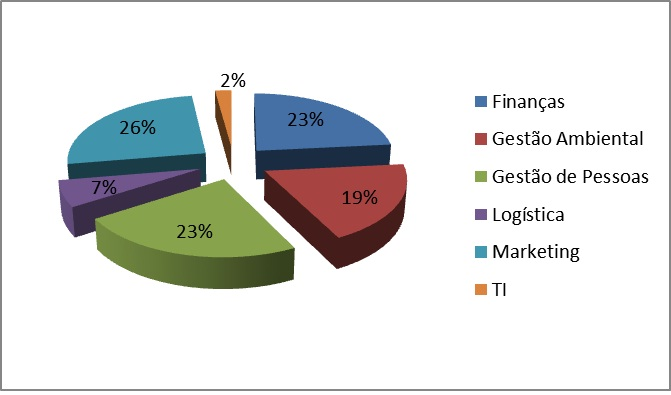 2%
23%
26%
19%
7%
23%
Finanças
Gestão Ambiental
Gestão de Pessoas
Logística
Marketing
TI